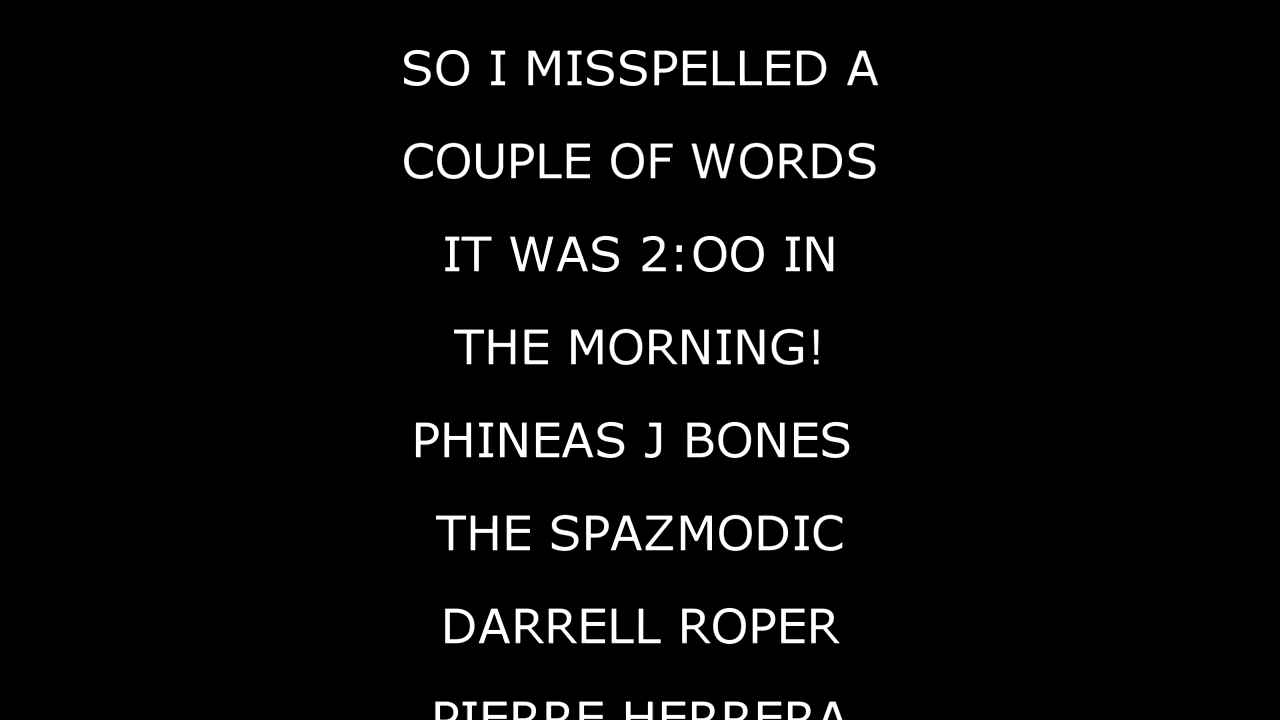 SO I MISSPELLED A
COUPLE OF WORDS
IT WAS 2:OO IN
THE MORNING!
PHINEAS J BONES
THE SPAZMODIC
DARRELL ROPER
PIERRE HERRERA